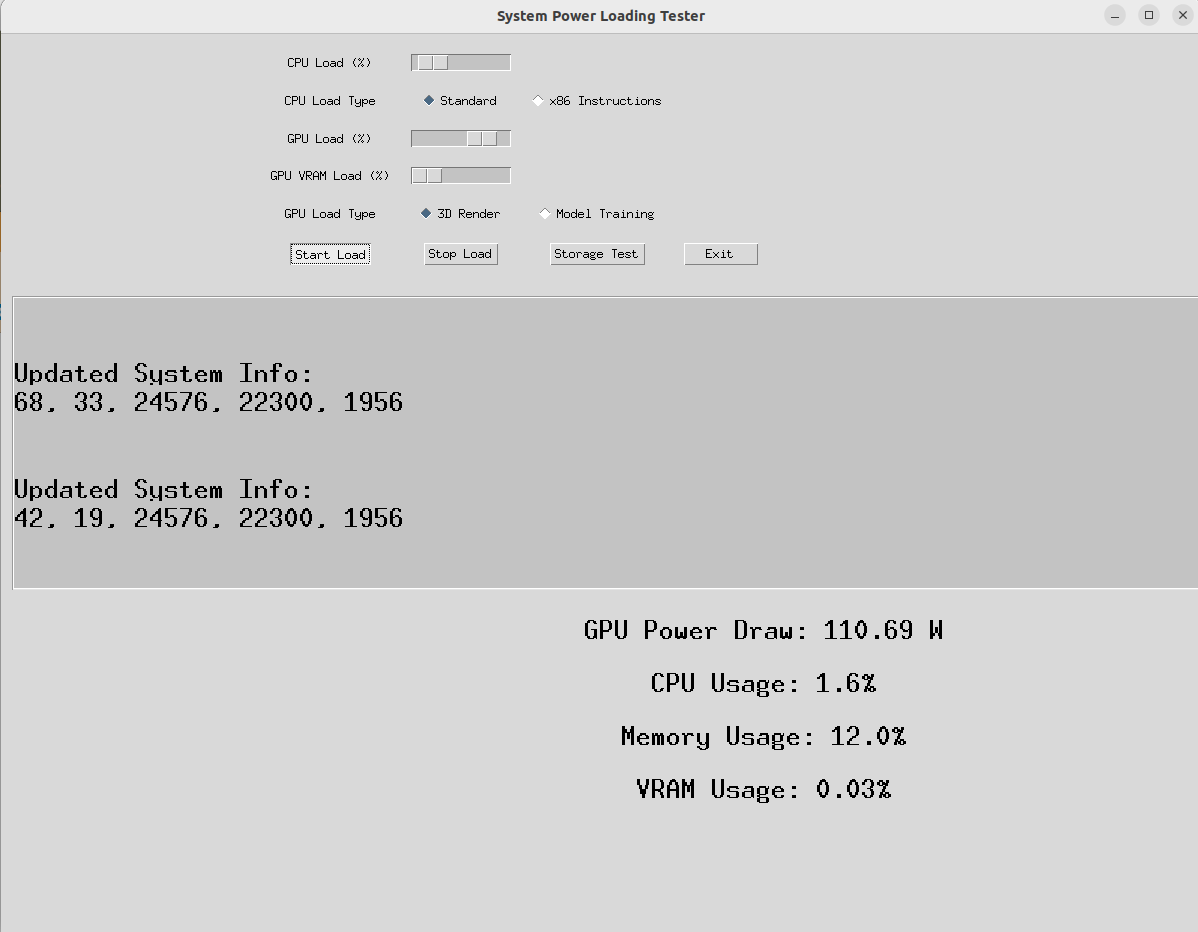 System Power Loading Tester
CPU Load (%)
CPU Load Type Standard x86 Instructions
GPU Load (%)
GPU VRAM Load (%)
GPU Load Type 3D Render Model Training
Start Load Stop Load Storage Test Exit
Updated System Info:
68, 33, 24576, 22300, 1956
Updated System Info:
42, 19, 24576, 22300, 1956
GPU Power Draw: 110.69 W
CPU Usage: 1.6%
Memory Usage: 12.0%
VRAM Usage: 0.03%